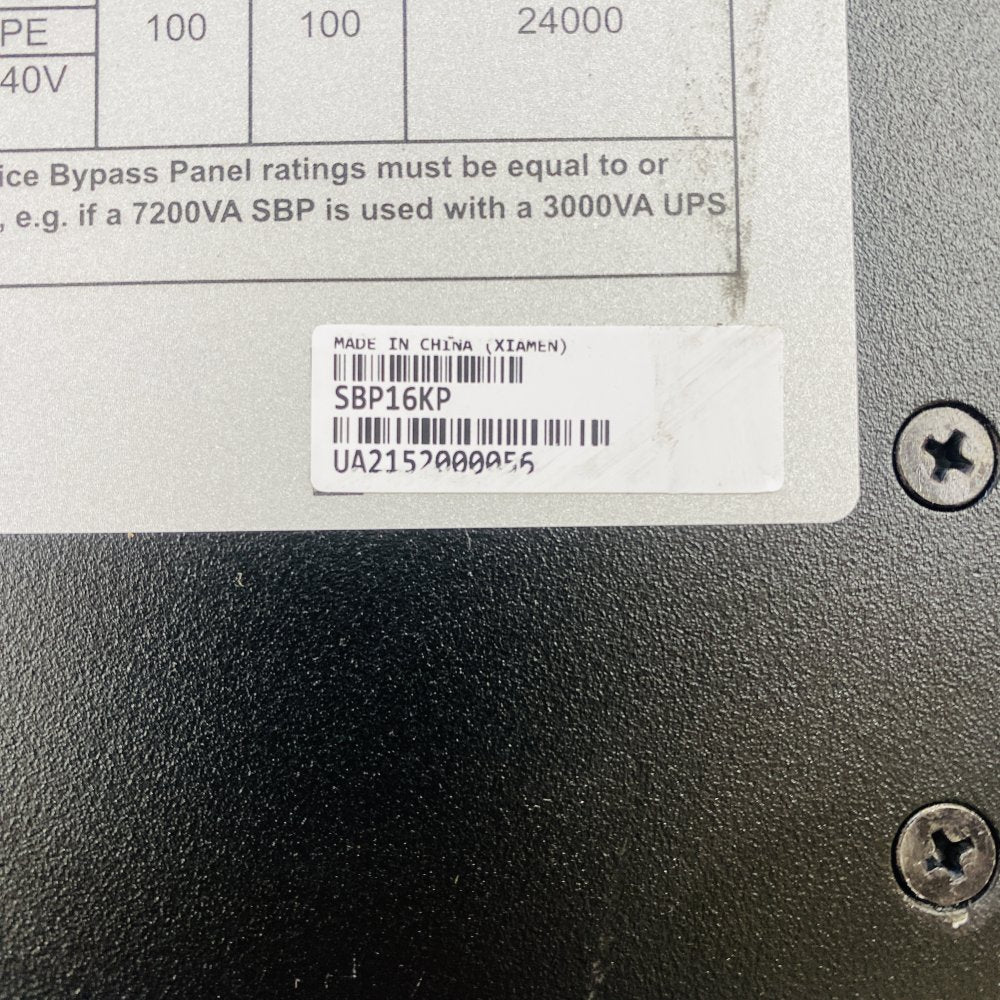 PE 100 100 24000
40V
ice Bypass Panel ratings must be equal to or
, e.g. if a 7200VA SBP is used with a 3000VA UPS
MADE IN CHINA (XIAMEN)
SBP16KP
UA2152000056